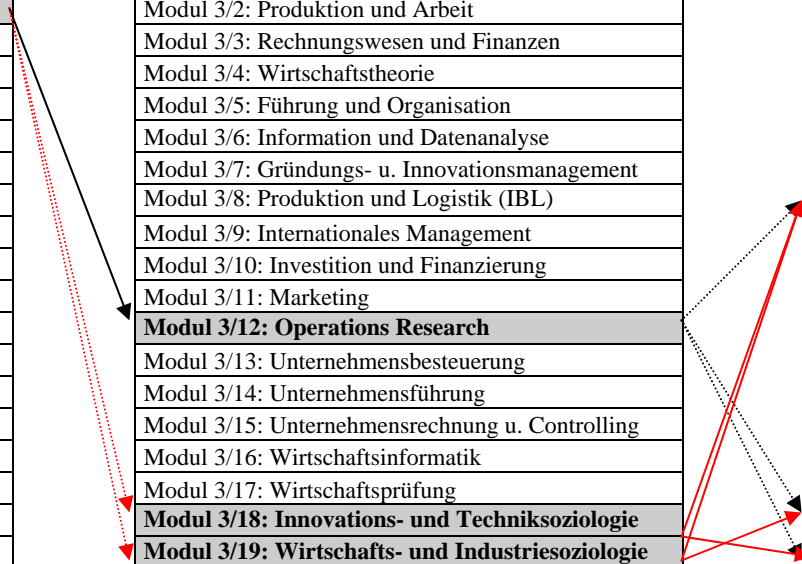 Modul 3/2: Produktion und Arbeit
Modul 3/3: Rechnungswesen und Finanzen
Modul 3/4: Wirtschaftstheorie
Modul 3/5: Führung und Organisation
Modul 3/6: Information und Datenanalyse
Modul 3/7: Gründungs- u. Innovationsmanagement
Modul 3/8: Produktion und Logistik (IBL)
Modul 3/9: Internationales Management
Modul 3/10: Investition und Finanzierung
Modul 3/11: Marketing
Modul 3/12: Operations Research
Modul 3/13: Unternehmensbesteuerung
Modul 3/14: Unternehmensführung
Modul 3/15: Unternehmensrechnung u. Controlling
Modul 3/16: Wirtschaftsinformatik
Modul 3/17: Wirtschaftsprüfung
Modul 3/18: Innovations- und Techniksoziologie
Modul 3/19: Wirtschafts- und Industriesoziologie